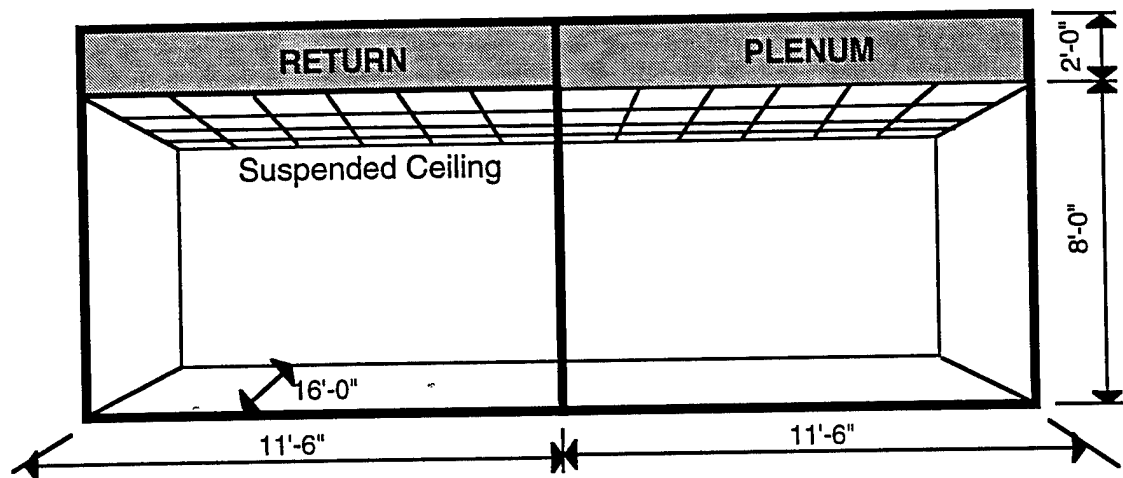 RETURN
PLENUM
2'-0"
Suspended Ceiling
8'-0"
16'-0"
11'-6"
11'-6"